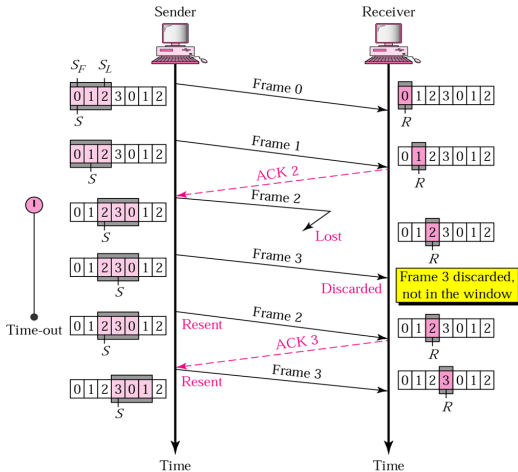 Sender
Receiver
S_F S_L
0 1 2 3 0 1 2
S
Frame 0
0 1 2 3 0 1 2
R
0 1 2 3 0 1 2
S
Frame 1
0 1 2 3 0 1 2
R
ACK 2
Frame 2
0 1 2 3 0 1 2
S
Lost
0 1 2 3 0 1 2
R
0 1 2 3 0 1 2
S
Frame 3
Discarded
Frame 3 discarded,
not in the window
Time-out
0 1 2 3 0 1 2
S
Resent
Frame 2
0 1 2 3 0 1 2
R
ACK 3
0 1 2 3 0 1 2
S
Resent
Frame 3
0 1 2 3 0 1 2
R
Time
Time